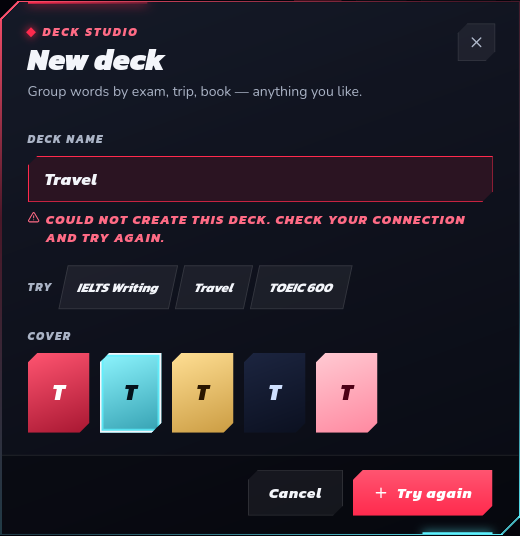 DECK STUDIO
New deck
Group words by exam, trip, book — anything you like.
DECK NAME
Travel
COULD NOT CREATE THIS DECK. CHECK YOUR CONNECTION
AND TRY AGAIN.
TRY IELTS Writing Travel TOEIC 600
COVER
T T T T T
Cancel + Try again